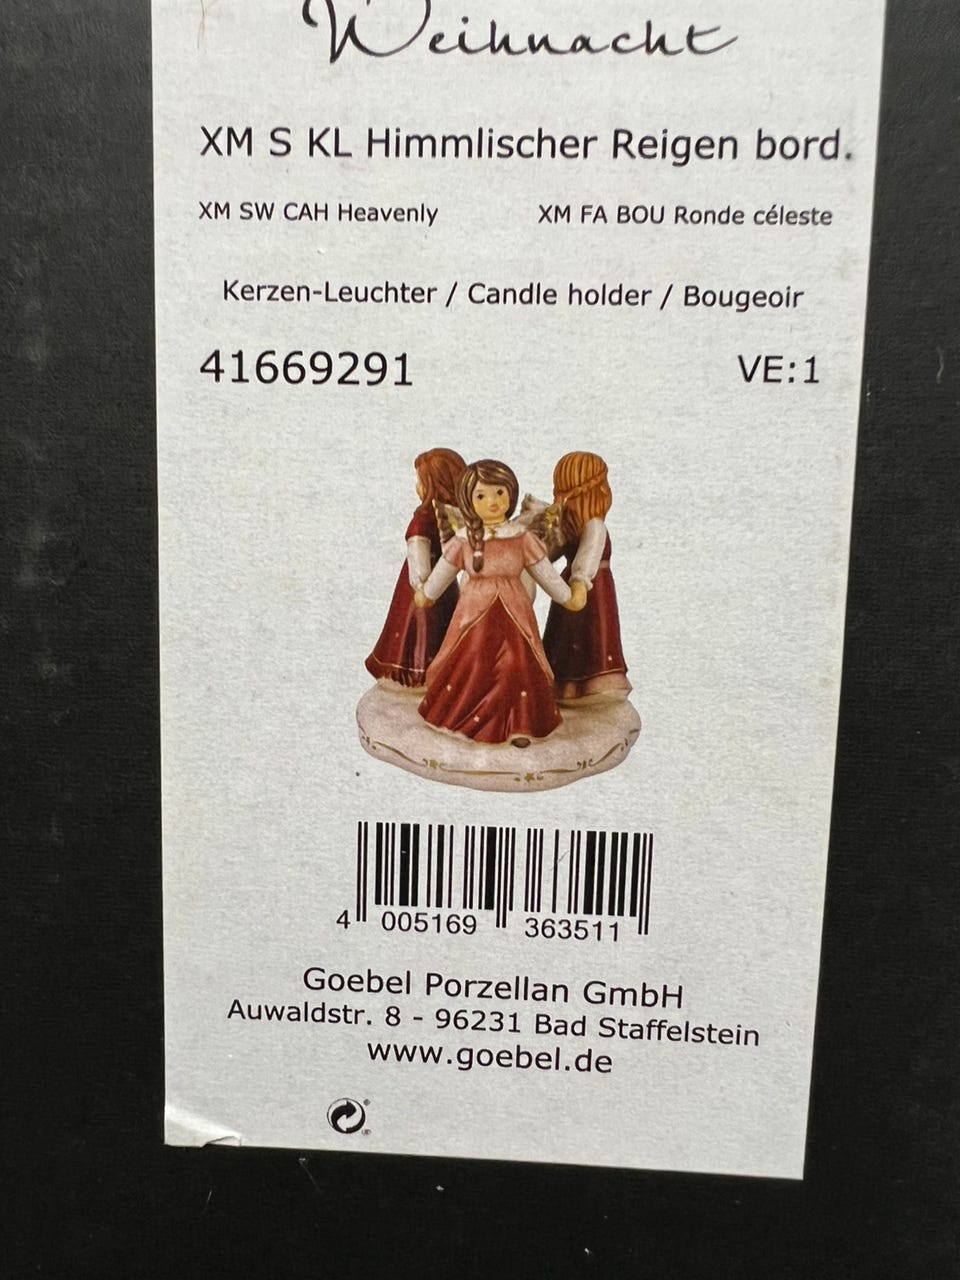 Weihnacht
XM S KL Himmlischer Reigen bord.
XM SW CAH Heavenly XM FA BOU Ronde céleste
Kerzen-Leuchter / Candle holder / Bougeoir
41669291 VE:1
4 005169 363511
Goebel Porzellan GmbH
Auwaldstr. 8 - 96231 Bad Staffelstein
www.goebel.de